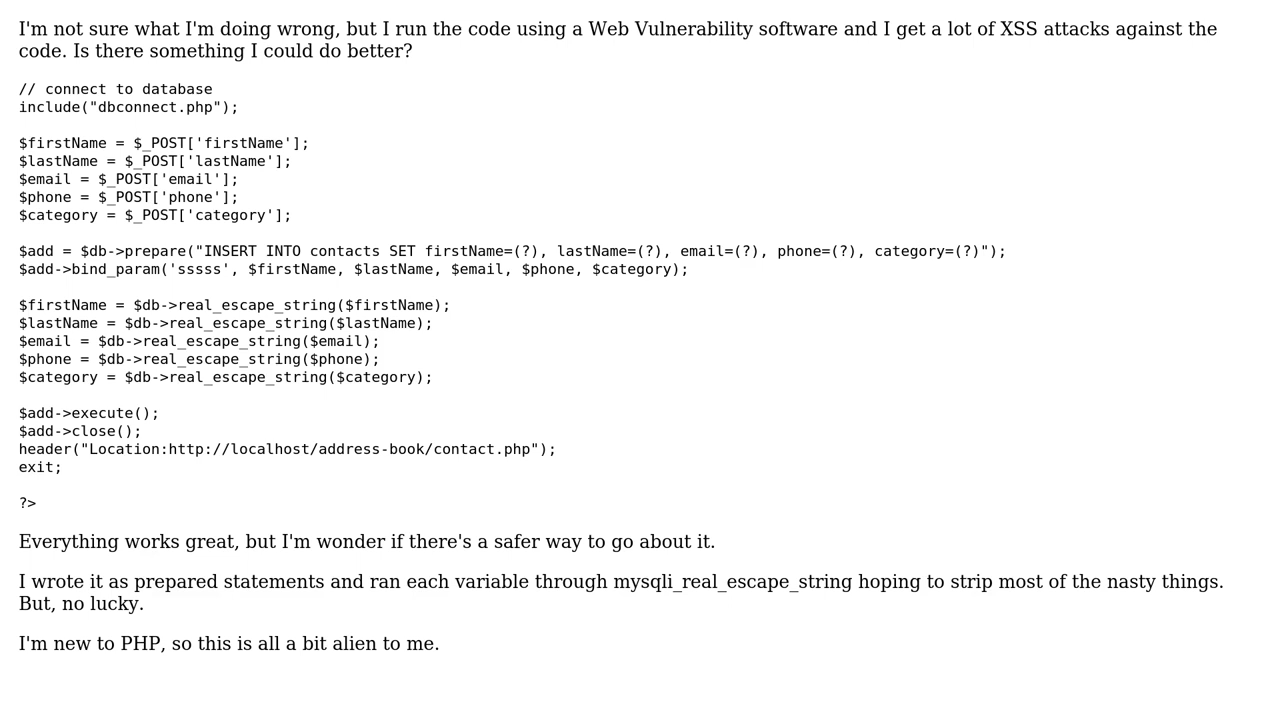 I'm not sure what I'm doing wrong, but I run the code using a Web Vulnerability software and I get a lot of XSS attacks against the
code. Is there something I could do better?
// connect to database
include("dbconnect.php");
$firstName = $_POST['firstName'];
$lastName = $_POST['lastName'];
$email = $_POST['email'];
$phone = $_POST['phone'];
$category = $_POST['category'];
$add = $db->prepare("INSERT INTO contacts SET firstName=(?), lastName=(?), email=(?), phone=(?), category=(?)");
$add->bind_param('sssss', $firstName, $lastName, $email, $phone, $category);
$firstName = $db->real_escape_string($firstName);
$lastName = $db->real_escape_string($lastName);
$email = $db->real_escape_string($email);
$phone = $db->real_escape_string($phone);
$category = $db->real_escape_string($category);
$add->execute();
$add->close();
header("Location:http://localhost/address-book/contact.php");
exit;
?>
Everything works great, but I'm wonder if there's a safer way to go about it.
I wrote it as prepared statements and ran each variable through mysqli_real_escape_string hoping to strip most of the nasty things.
But, no lucky.
I'm new to PHP, so this is all a bit alien to me.